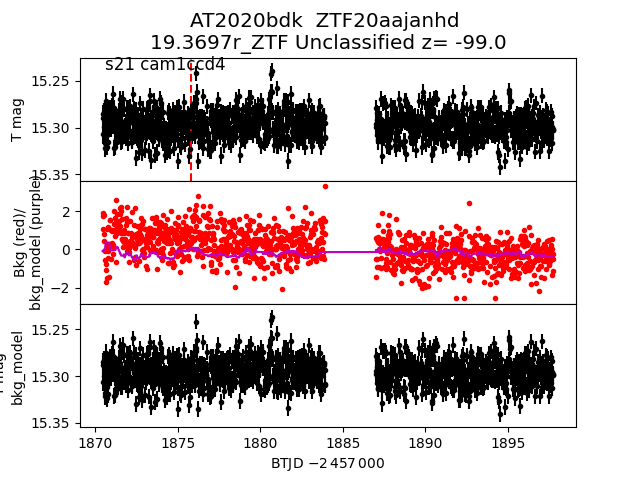 AT2020bdk  ZTF20aajanhd
19.3697r_ZTF Unclassified z= -99.0
s21 cam1ccd4
T mag
15.25
15.30
15.35
Bkg (red)/
bkg_model (purple)
2
0
−2
bkg_model
15.25
15.30
15.35
1870 1875 1880 1885 1890 1895
BTJD −2 457 000